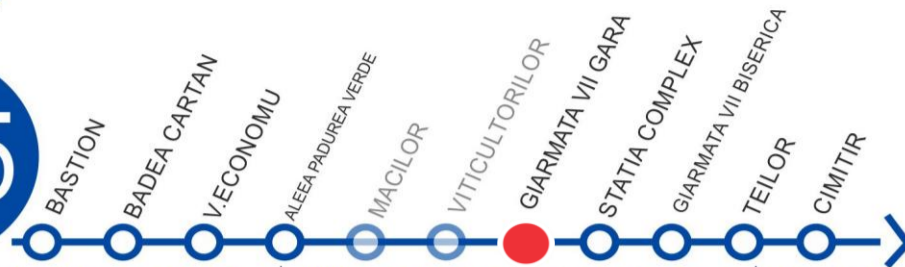 5
BASTION
BADEA CARTAN
V.ECONOMU
ALEEA PADUREA VERDE
MACILOR
VITICULTORILOR
GIARMATA VII GARA
STATIA COMPLEX
GIARMATA VII BISERICA
TEILOR
CIMITIR